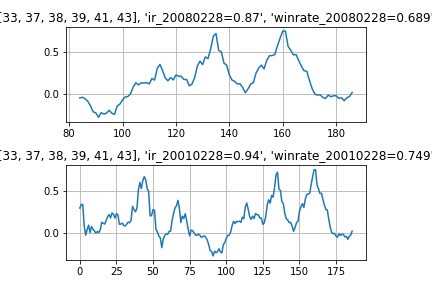 [33, 37, 38, 39, 41, 43], 'ir_20080228=0.87', 'winrate_20080228=0.689'
0.5
0.0
80 100 120 140 160 180
[33, 37, 38, 39, 41, 43], 'ir_20010228=0.94', 'winrate_20010228=0.749'
0.5
0.0
0 25 50 75 100 125 150 175